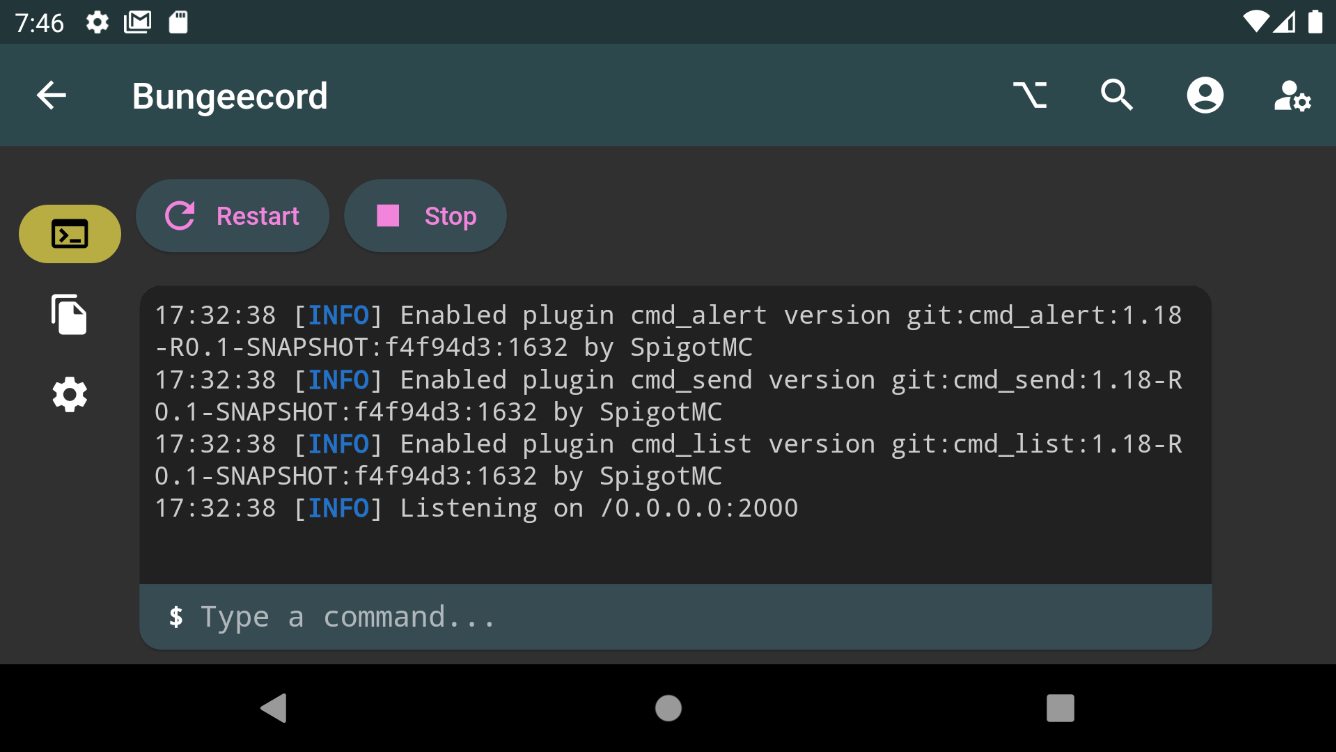 7:46
Bungeecord
Restart
Stop
17:32:38 [INFO] Enabled plugin cmd_alert version git:cmd_alert:1.18
-R0.1-SNAPSHOT:f4f94d3:1632 by SpigotMC
17:32:38 [INFO] Enabled plugin cmd_send version git:cmd_send:1.18-R
0.1-SNAPSHOT:f4f94d3:1632 by SpigotMC
17:32:38 [INFO] Enabled plugin cmd_list version git:cmd_list:1.18-R
0.1-SNAPSHOT:f4f94d3:1632 by SpigotMC
17:32:38 [INFO] Listening on /0.0.0.0:2000
$ Type a command...